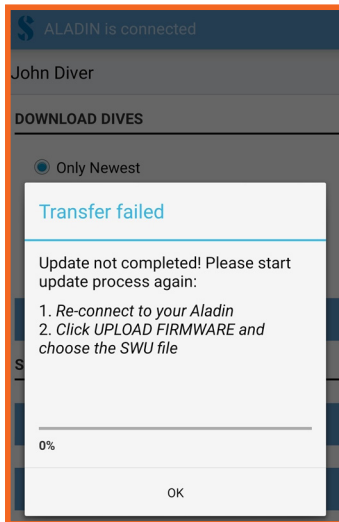 ALADIN is connected
John Diver
DOWNLOAD DIVES
Only Newest
Transfer failed
Update not completed! Please start
update process again:
1. Re-connect to your Aladin
2. Click UPLOAD FIRMWARE and
choose the SWU file
S
0%
OK